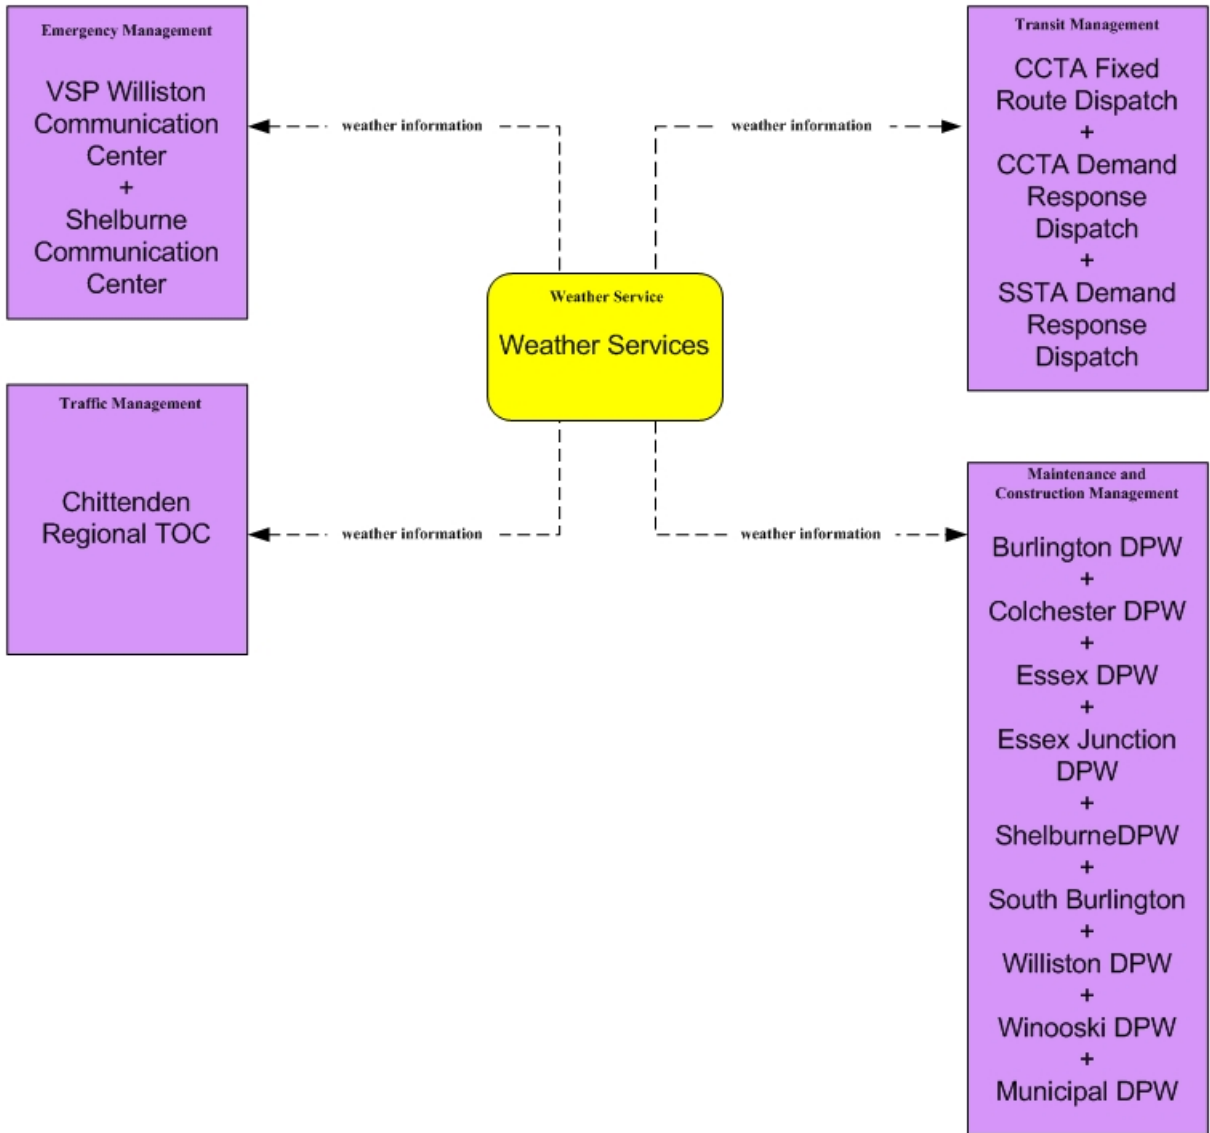 Emergency Management
VSP Williston
Communication
Center
+
Shelburne
Communication
Center
weather information
Transit Management
CCTA Fixed
Route Dispatch
+
CCTA Demand
Response
Dispatch
+
SSTA Demand
Response
Dispatch
weather information
Weather Service
Weather Services
Traffic Management
Chittenden
Regional TOC
weather information
Maintenance and
Construction Management
Burlington DPW
+
Colchester DPW
+
Essex DPW
+
Essex Junction
DPW
+
ShelburneDPW
+
South Burlington
+
Williston DPW
+
Winooski DPW
+
Municipal DPW
weather information